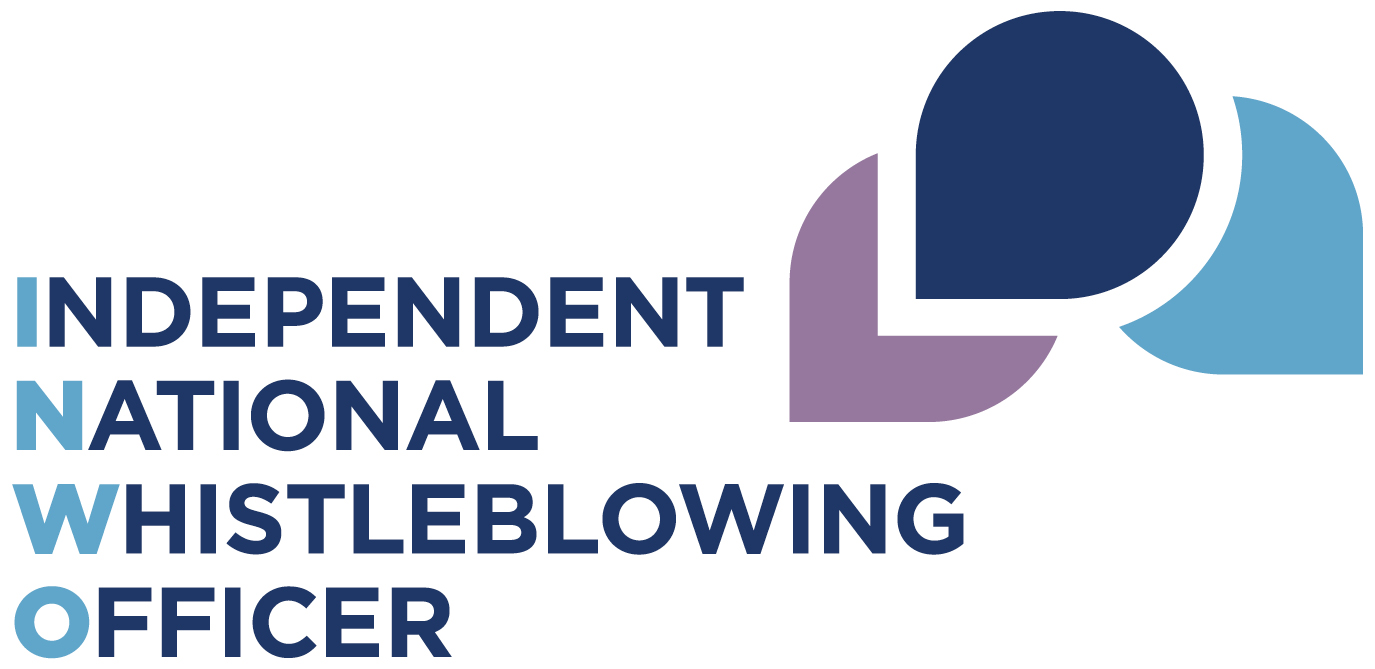 INDEPENDENT
NATIONAL
WHISTLEBLOWING
OFFICER